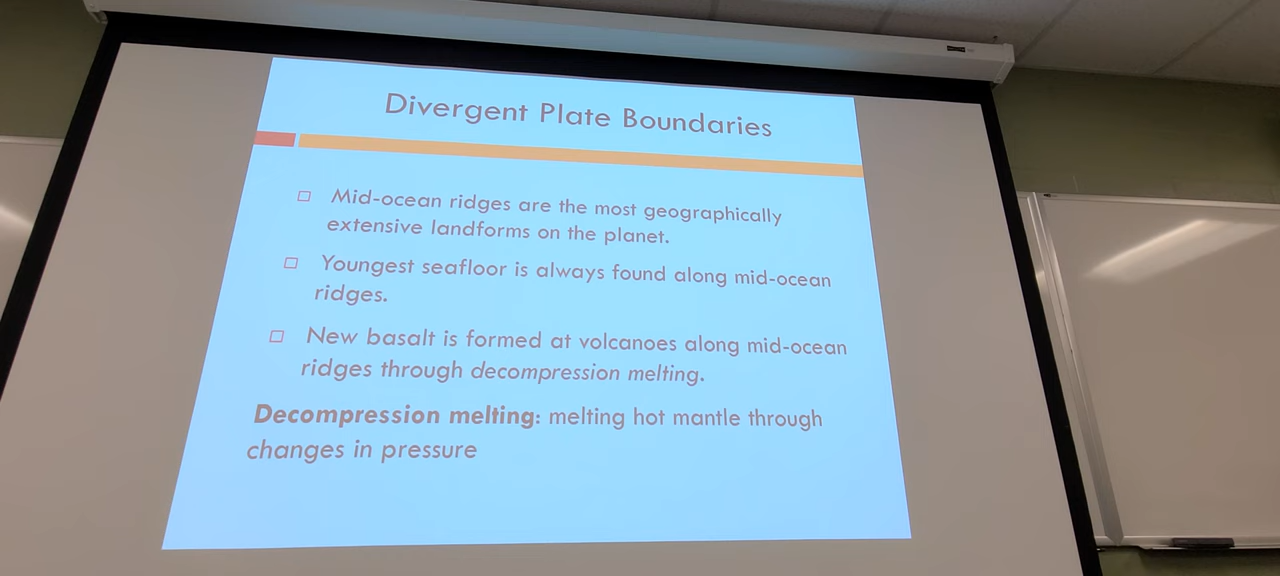 Divergent Plate Boundaries
Mid-ocean ridges are the most geographically
extensive landforms on the planet.
Youngest seafloor is always found along mid-ocean
ridges.
New basalt is formed at volcanoes along mid-ocean
ridges through decompression melting.
Decompression melting: melting hot mantle through
changes in pressure